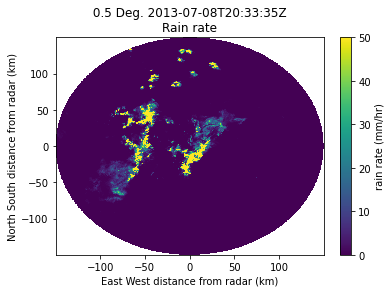 0.5 Deg. 2013-07-08T20:33:35Z
Rain rate
North South distance from radar (km)
100
50
0
−50
−100
−100 −50 0 50 100
East West distance from radar (km)
50
40
30
20
10
0
rain rate (mm/hr)